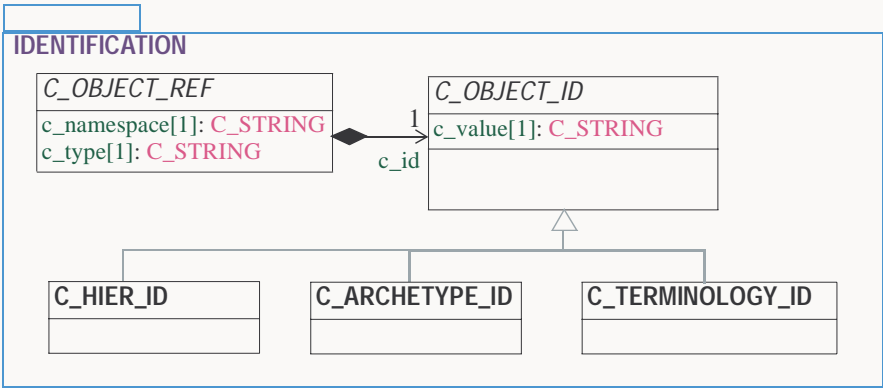 IDENTIFICATION
C_OBJECT_REF
c_namespace[1]: C_STRING
c_type[1]: C_STRING
1
c_id
C_OBJECT_ID
c_value[1]: C_STRING
C_HIER_ID
C_ARCHETYPE_ID
C_TERMINOLOGY_ID